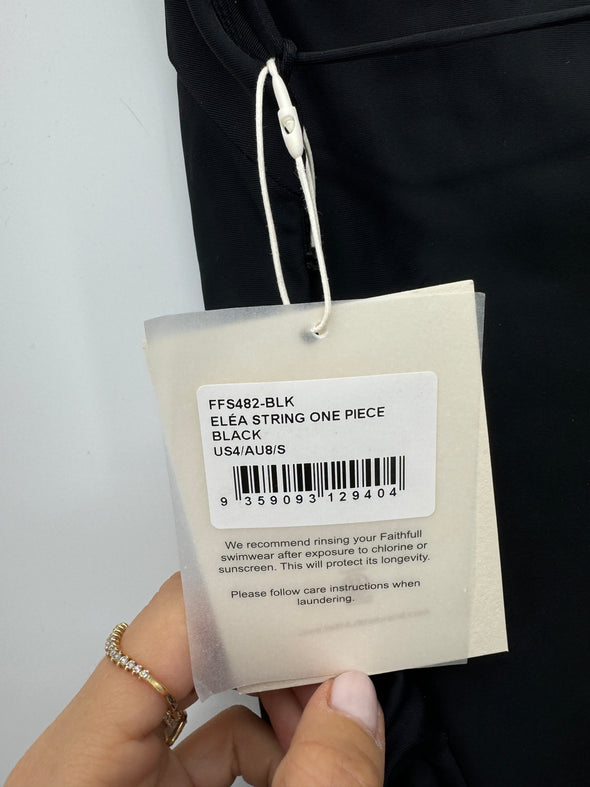 FFS482-BLK
ELÉA STRING ONE PIECE
BLACK
US4/AU8/S
9 359093 129404
We recommend rinsing your Faithfull
swimwear after exposure to chlorine or
sunscreen. This will protect its longevity.
Please follow care instructions when
laundering.